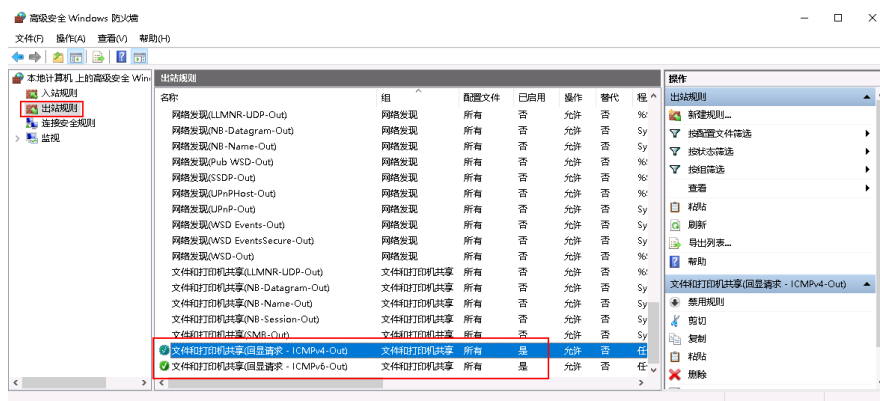 高级安全 Windows 防火墙
文件(F) 操作(A) 查看(V) 帮助(H)
本地计算机 上的高级安全 Win
入站规则
出站规则
连接安全规则
监视
出站规则
名称 组 配置文件 已启用 操作 替代 程
网络发现(LLMNR-UDP-Out) 网络发现 所有 否 允许 否 %
网络发现(NB-Datagram-Out) 网络发现 所有 否 允许 否 Sy
网络发现(NB-Name-Out) 网络发现 所有 否 允许 否 Sy
网络发现(Pub WSD-Out) 网络发现 所有 否 允许 否 %
网络发现(SSDP-Out) 网络发现 所有 否 允许 否 %
网络发现(UPnPHost-Out) 网络发现 所有 否 允许 否 %
网络发现(UPnP-Out) 网络发现 所有 否 允许 否 Sy
网络发现(WSD Events-Out) 网络发现 所有 否 允许 否 Sy
网络发现(WSD EventsSecure-Out) 网络发现 所有 否 允许 否 Sy
网络发现(WSD-Out) 网络发现 所有 否 允许 否 %
文件和打印机共享(LLMNR-UDP-Out) 文件和打印机共享 所有 否 允许 否 %
文件和打印机共享(NB-Datagram-Out) 文件和打印机共享 所有 否 允许 否 Sy
文件和打印机共享(NB-Name-Out) 文件和打印机共享 所有 否 允许 否 Sy
文件和打印机共享(NB-Session-Out) 文件和打印机共享 所有 否 允许 否 Sy
文件和打印机共享(SMB-Out) 文件和打印机共享 所有 否 允许 否 Sy
文件和打印机共享(回显请求 - ICMPv4-Out) 文件和打印机共享 所有 是 允许 否 任
文件和打印机共享(回显请求 - ICMPv6-Out) 文件和打印机共享 所有 是 允许 否 任
操作
出站规则
新建规则...
按配置文件筛选
按状态筛选
按组筛选
查看
粘贴
刷新
导出列表...
帮助
文件和打印机共享(回显请求 - ICMPv4-Out)
禁用规则
剪切
复制
粘贴
删除